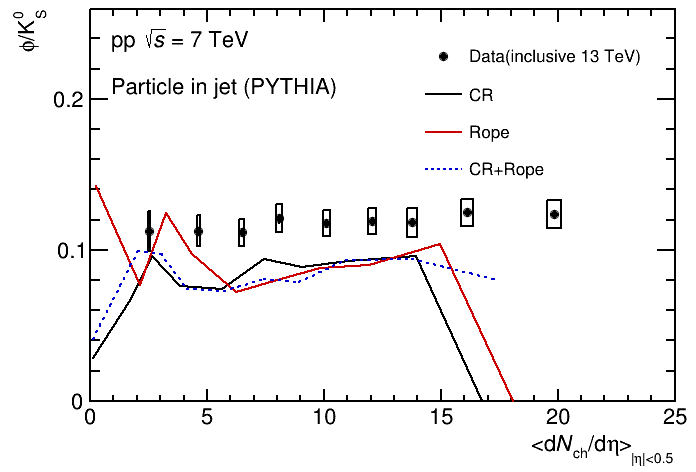 ϕ/K⁰_S
pp √s = 7 TeV
Particle in jet (PYTHIA)
Data(inclusive 13 TeV)
CR
Rope
CR+Rope
0.2
0.1
0
0 5 10 15 20 25
<dN_ch/dη>_|η|<0.5